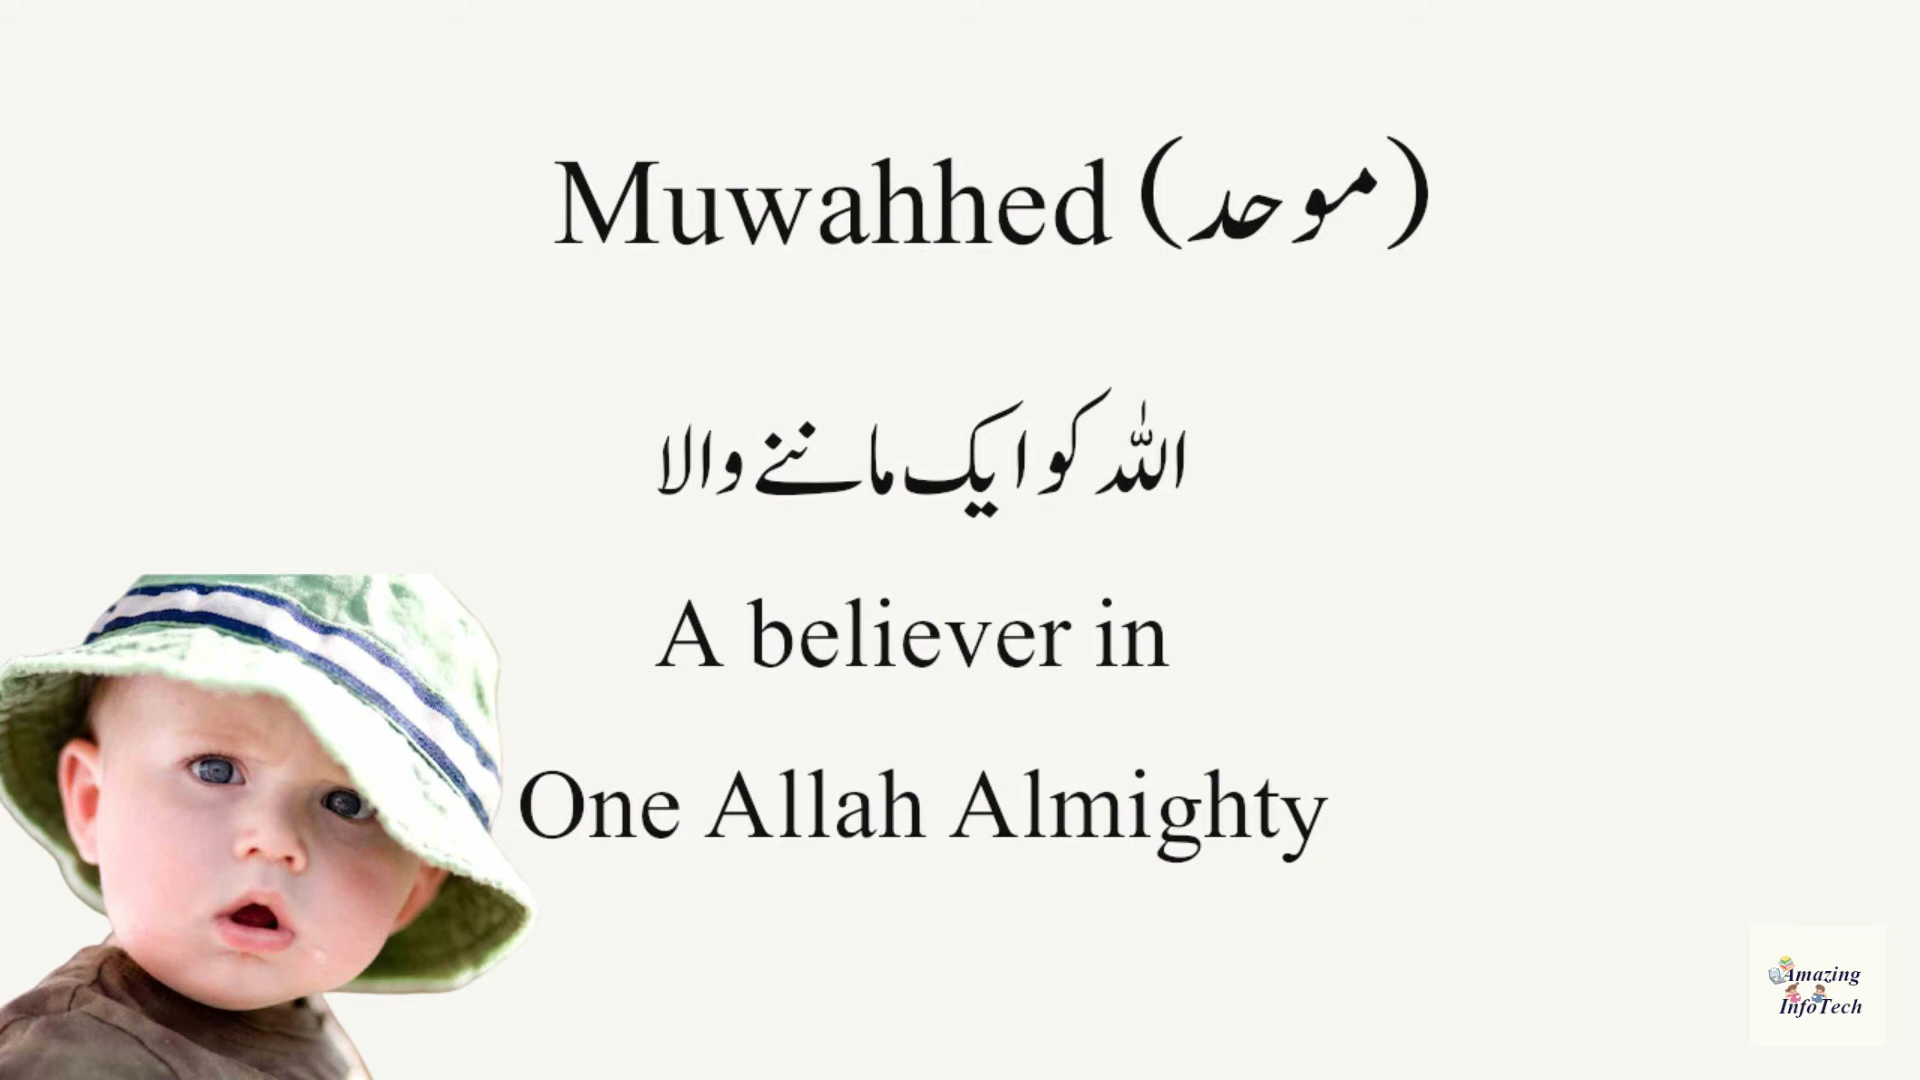 Muwahhed (موحد)
اللہ کو ایک ماننے والا
A believer in
One Allah Almighty
Amazing
InfoTech